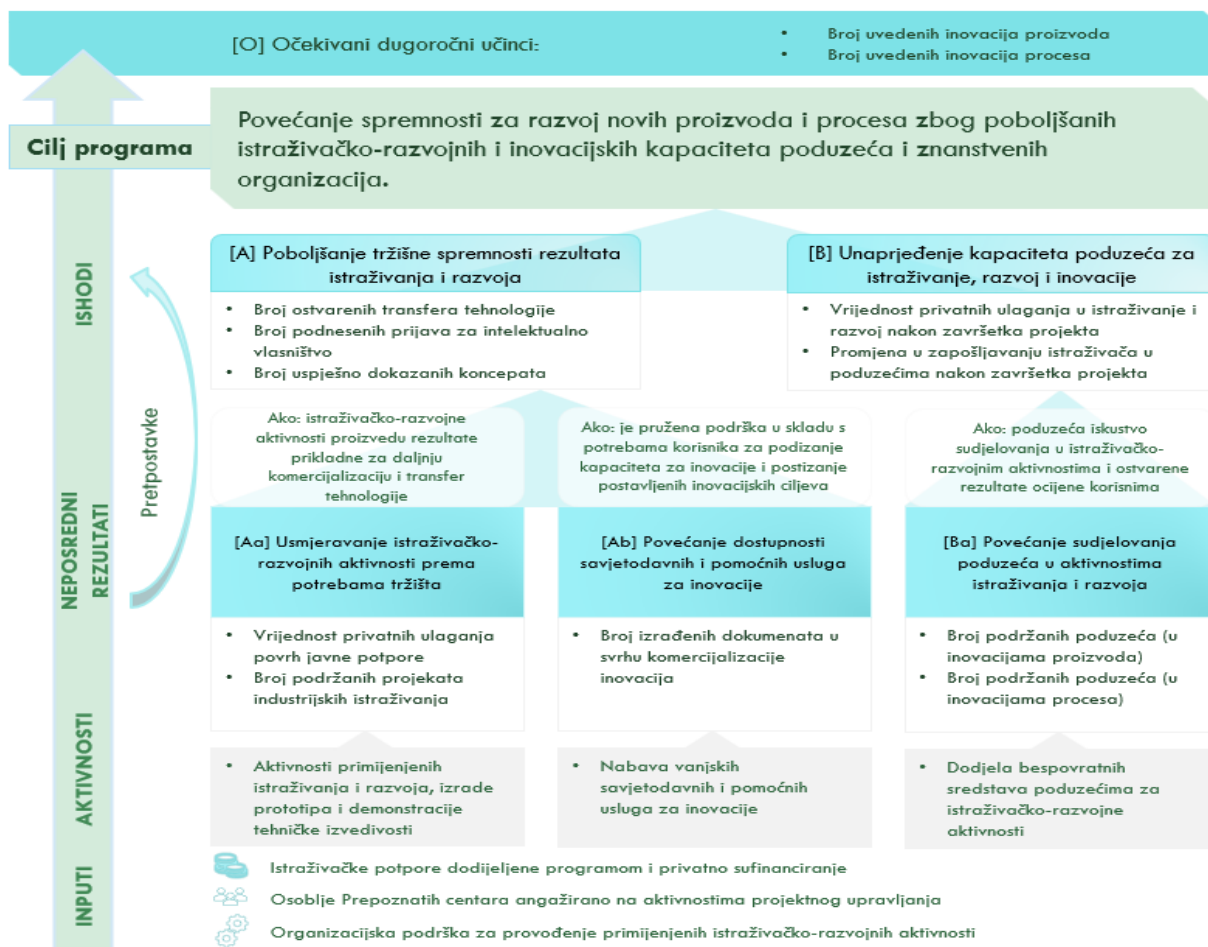 [O] Očekivani dugoročni učinci:
• Broj uvedenih inovacija proizvoda
• Broj uvedenih inovacija procesa
Cilj programa
Povećanje spremnosti za razvoj novih proizvoda i procesa zbog poboljšanih
istraživačko-razvojnih i inovacijskih kapaciteta poduzeća i znanstvenih
organizacija.
ISHODI
[A] Poboljšanje tržišne spremnosti rezultata
istraživanja i razvoja
• Broj ostvarenih transfera tehnologije
• Broj podnesenih prijava za intelektualno
vlasništvo
• Broj uspješno dokazanih koncepata
[B] Unaprjeđenje kapaciteta poduzeća za
istraživanje, razvoj i inovacije
• Vrijednost privatnih ulaganja u istraživanje i
razvoj nakon završetka projekta
• Promjena u zapošljavanju istraživača u
poduzećima nakon završetka projekta
Pretpostavke
Ako: istraživačko-razvojne
aktivnosti proizvedu rezultate
prikladne za daljnju
komercijalizaciju i transfer
tehnologije
Ako: je pružena podrška u skladu s
potrebama korisnika za podizanje
kapaciteta za inovacije i postizanje
postavljenih inovacijskih ciljeva
Ako: poduzeća iskustvo
sudjelovanja u istraživačko-
razvojnim aktivnostima i ostvarene
rezultate ocijene korisnima
NEPOSREDNI
REZULTATI
[Aa] Usmjeravanje istraživačko-
razvojnih aktivnosti prema
potrebama tržišta
• Vrijednost privatnih ulaganja
povrh javne potpore
• Broj podržanih projekata
industrijskih istraživanja
[Ab] Povećanje dostupnosti
savjetodavnih i pomoćnih usluga
za inovacije
• Broj izrađenih dokumenata u
svrhu komercijalizacije
inovacija
[Ba] Povećanje sudjelovanja
poduzeća u aktivnostima
istraživanja i razvoja
• Broj podržanih poduzeća (u
inovacijama proizvoda)
• Broj podržanih poduzeća (u
inovacijama procesa)
AKTIVNOSTI
• Aktivnosti primijenjenih
istraživanja i razvoja, izrade
prototipa i demonstracije
tehničke izvedivosti
• Nabava vanjskih
savjetodavnih i pomoćnih
usluga za inovacije
• Dodjela bespovratnih
sredstava poduzećima za
istraživačko-razvojne
aktivnosti
INPUTI
Istraživačke potpore dodijeljene programom i privatno sufinanciranje
Osoblje Prepoznatih centara angažirano na aktivnostima projektnog upravljanja
Organizacijska podrška za provođenje primijenjenih istraživačko-razvojnih aktivnosti